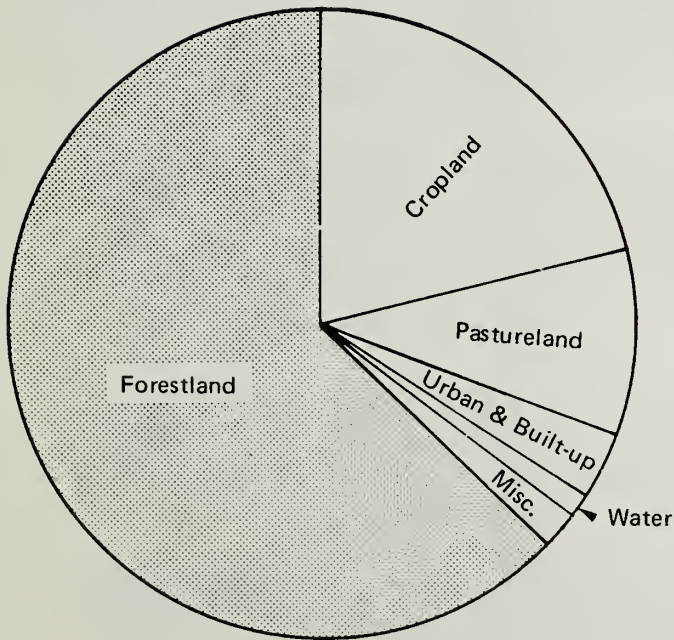 Cropland
Pastureland
Urban & Built-up
Water
Misc.
Forestland